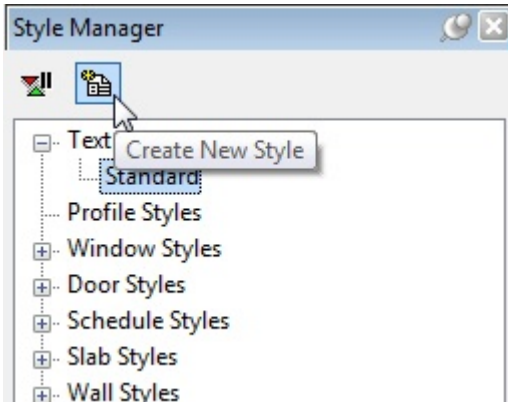 Style Manager
Text
Create New Style
Standard
Profile Styles
Window Styles
Door Styles
Schedule Styles
Slab Styles
Wall Styles